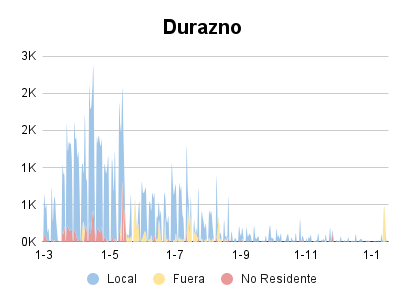 Durazno
3K
2K
2K
1K
1K
0K
1-3 1-5 1-7 1-9 1-11 1-1
Local Fuera No Residente